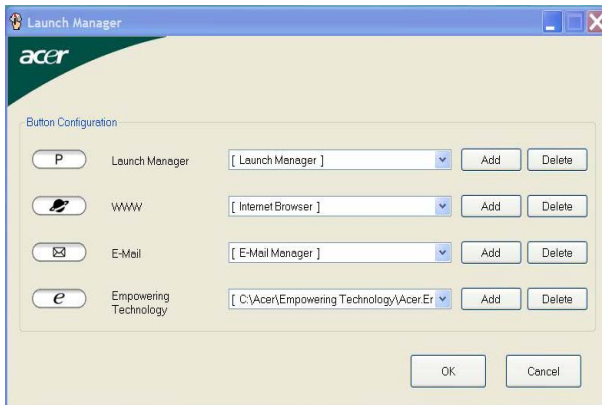 Launch Manager
acer
Button Configuration
P Launch Manager [ Launch Manager ] Add Delete
WWW [ Internet Browser ] Add Delete
E-Mail [ E-Mail Manager ] Add Delete
e Empowering Technology [ C:\Acer\Empowering Technology\Acer.Er Add Delete
OK Cancel